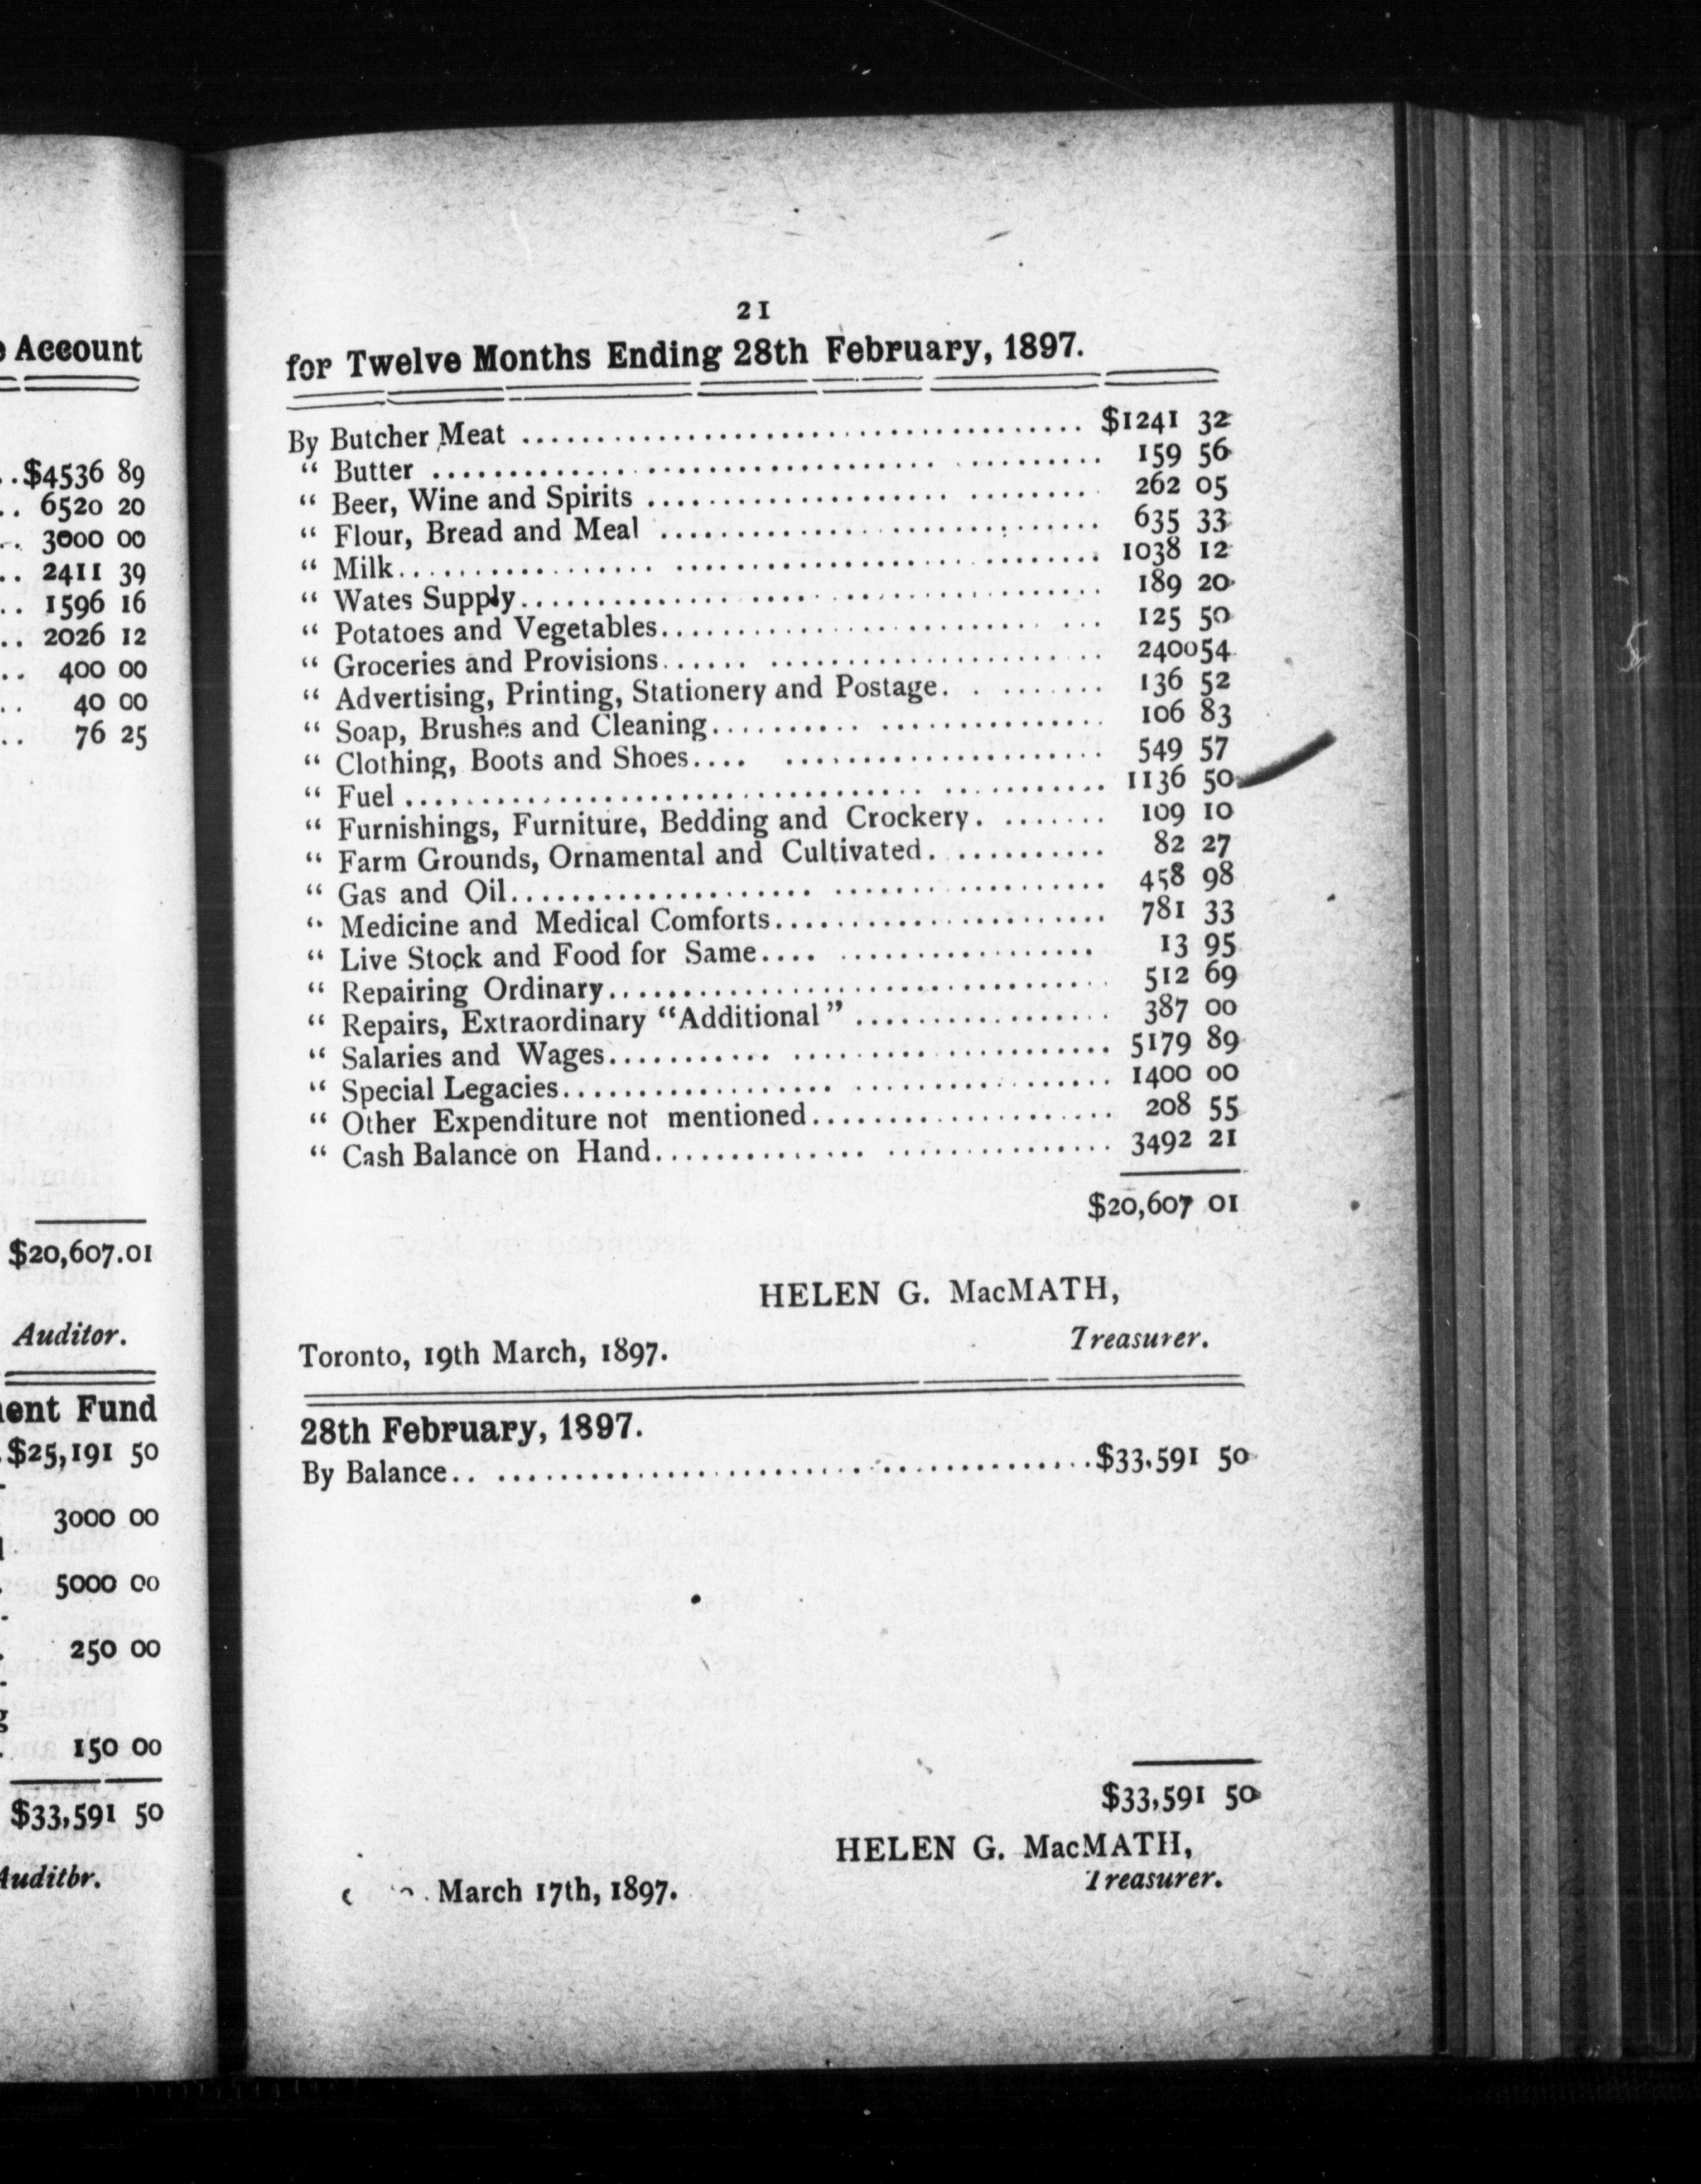 e Account
..$4536 89
.. 6520 20
.. 3000 00
.. 2411 39
.. 1596 16
.. 2026 12
.. 400 00
.. 40 00
.. 76 25
$20,607.01
Auditor.
ent Fund
.$25,191 50
3000 00
5000 00
250 00
g
150 00
$33,591 50
Auditor.
21
for Twelve Months Ending 28th February, 1897.
By Butcher Meat .......... $1241 32
“ Butter .......... 159 56
“ Beer, Wine and Spirits .......... 262 05
“ Flour, Bread and Meal .......... 635 33
“ Milk.......... 1038 12
“ Wates Supply.......... 189 20
“ Potatoes and Vegetables.......... 125 50
“ Groceries and Provisions.......... 240054
“ Advertising, Printing, Stationery and Postage.......... 136 52
“ Soap, Brushes and Cleaning.......... 106 83
“ Clothing, Boots and Shoes.......... 549 57
“ Fuel .......... 1136 50
“ Furnishings, Furniture, Bedding and Crockery.......... 109 10
“ Farm Grounds, Ornamental and Cultivated.......... 82 27
“ Gas and Oil.......... 458 98
“ Medicine and Medical Comforts.......... 781 33
“ Live Stock and Food for Same.......... 13 95
“ Repairing Ordinary.......... 512 69
“ Repairs, Extraordinary “Additional” .......... 387 00
“ Salaries and Wages.......... 5179 89
“ Special Legacies.......... 1400 00
“ Other Expenditure not mentioned.......... 208 55
“ Cash Balance on Hand.......... 3492 21
$20,607 01
HELEN G. MacMATH,
Treasurer.
Toronto, 19th March, 1897.
28th February, 1897.
By Balance.. ..........$33,591 50
$33,591 50
HELEN G. MacMATH,
Treasurer.
March 17th, 1897.